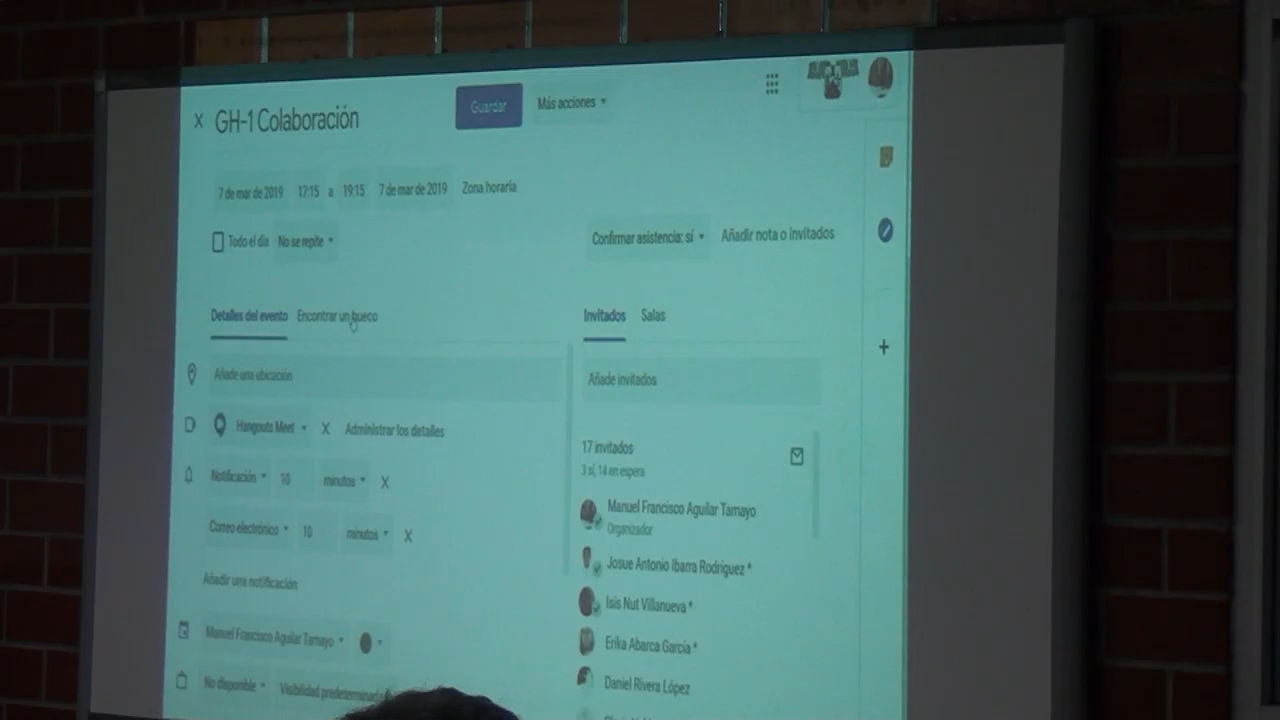 X GH-1 Colaboración Guardar Más acciones
7 de mar de 2019 17:15 a 19:15 7 de mar de 2019 Zona horaria
Todo el día No se repite
Confirmar asistencia: sí Añadir nota o invitados
Detalles del evento Encontrar un hueco
Añade una ubicación
Hangouts Meet X Administrar los detalles
Notificación 10 minutos X
Correo electrónico 10 minutos X
Añadir una notificación
Manuel Francisco Aguilar Tamayo
No disponible Visibilidad predeterminada
Invitados Salas
Añade invitados
17 invitados
3 sí, 14 en espera
Manuel Francisco Aguilar Tamayo
Organizador
Josue Antonio Ibarra Rodriguez *
Isis Nut Villanueva *
Erika Abarca García *
Daniel Rivera López